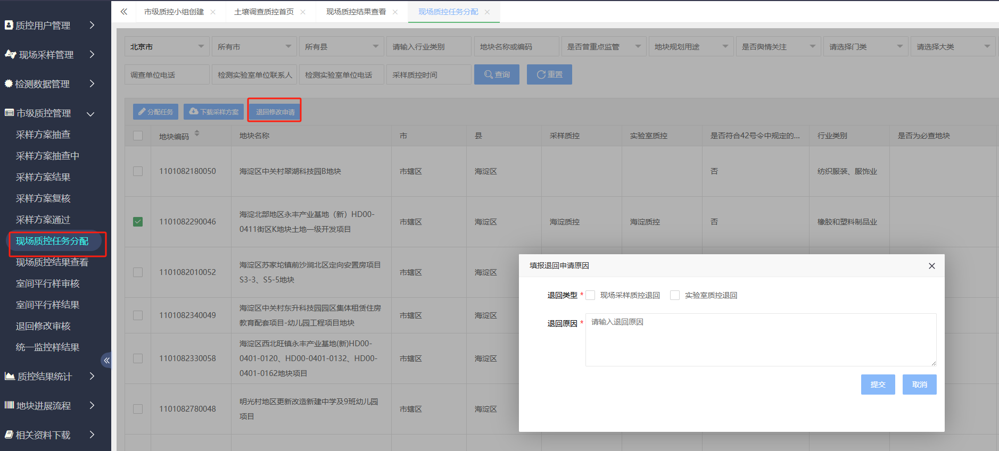 市级质控小组创建
土壤调查质控首页
现场质控结果查看
现场质控任务分配
质控用户管理
现场采样管理
检测数据管理
市级质控管理
采样方案抽查
采样方案抽查中
采样方案结果
采样方案复核
采样方案通过
现场质控任务分配
现场质控结果查看
室间平行样审核
室间平行样结果
退回修改审核
统一监控样结果
质控结果统计
地块进展流程
相关资料下载
北京市 所有市 所有县 请输入行业类别 地块名称或编码 是否曾重点监管 地块规划用途 是否舆情关注 请选择门类 请选择大类
调查单位电话 检测实验室单位联系人 检测实验室单位电话 采样质控时间 查询 重置
分配任务 下载采样方案 退回修改申请
地块编码 地块名称 市 县 采样质控 实验室质控 是否符合42号令中规定的... 行业类别 是否为必查地块
1101082180050 海淀区中关村翠湖科技园B地块 市辖区 海淀区 否 纺织服装、服饰业
1101082290046 海淀北部地区永丰产业基地（新）HD00-
0411街区K地块土地一级开发项目 市辖区 海淀区 海淀质控 海淀质控 否 橡胶和塑料制品业
1101082010052 海淀区苏家坨镇前沙涧北区定向安置房项目
S3-3、S5-5地块 市辖区 海淀区
1101082340049 海淀区中关村东升科技园园区集体租赁住房
教育配套项目-幼儿园工程项目地块 市辖区 海淀区
1101082330058 海淀区西北旺镇永丰产业基地(新)HD00-
0401-0120、HD00-0401-0132、HD00-
0401-0162地块项目 市辖区 海淀区
1101082780048 明光村地区更新改造新建中学及9班幼儿园
项目 市辖区 海淀区
填报退回申请原因
退回类型 * 现场采样质控退回 实验室质控退回
退回原因 * 请输入退回原因
提交 取消